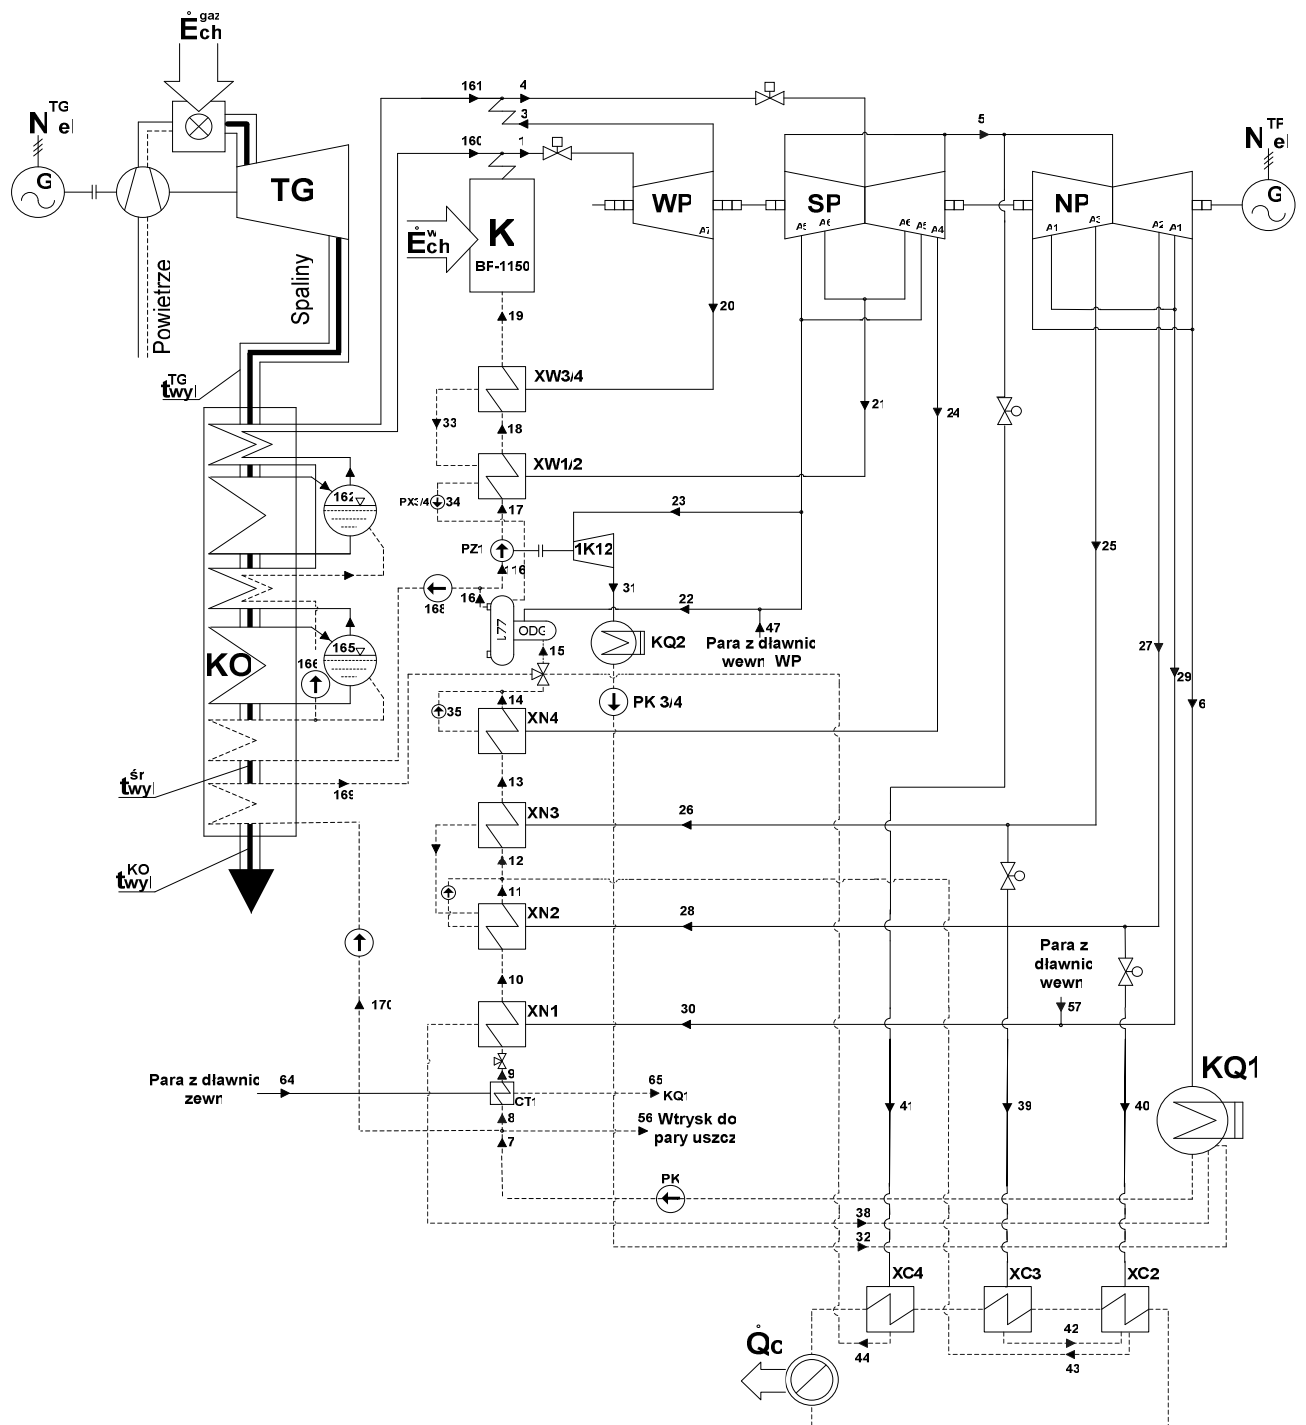 Ėch gaz
161
4
3
5
N el TG
160
1
N el TP
G
TG
WP
SP
NP
G
K
BF-1150
Ėch w
A7
A5
A6
A6
A5
A4
A1
A3
A2
A1
Powietrze
Spaliny
19
20
twyl TG
XW3/4
21
24
33
18
XW1/2
162
PX3/4
34
17
23
PZ1
1K12
25
116
31
168
16
22
L77
ODG
47
KQ2
Para z dławnic
wewn WP
27
KO
165
166
15
29
6
14
PK 3/4
35
XN4
twyl śr
169
13
XN3
26
12
twyl KO
11
XN2
28
Para z
dławnic
wewn
10
170
XN1
30
57
KQ1
Para z dławnic
zewn
64
9
65
KQ1
CT1
8
56
Wtrysk do
pary uszcz
41
39
40
7
PK
38
32
XC4
XC3
XC2
Q̇c
42
44
43